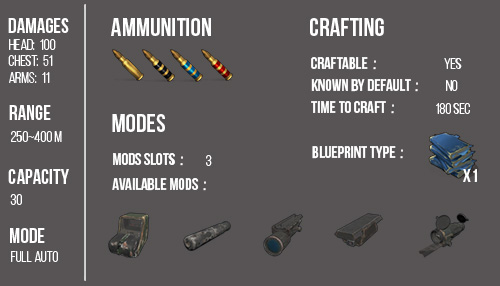 DAMAGES
HEAD: 100
CHEST: 51
ARMS: 11
RANGE
250~400 M
CAPACITY
30
MODE
FULL AUTO
AMMUNITION
MODES
MODS SLOTS : 3
AVAILABLE MODS :
CRAFTING
CRAFTABLE : YES
KNOWN BY DEFAULT : NO
TIME TO CRAFT : 180 SEC
BLUEPRINT TYPE :
X1